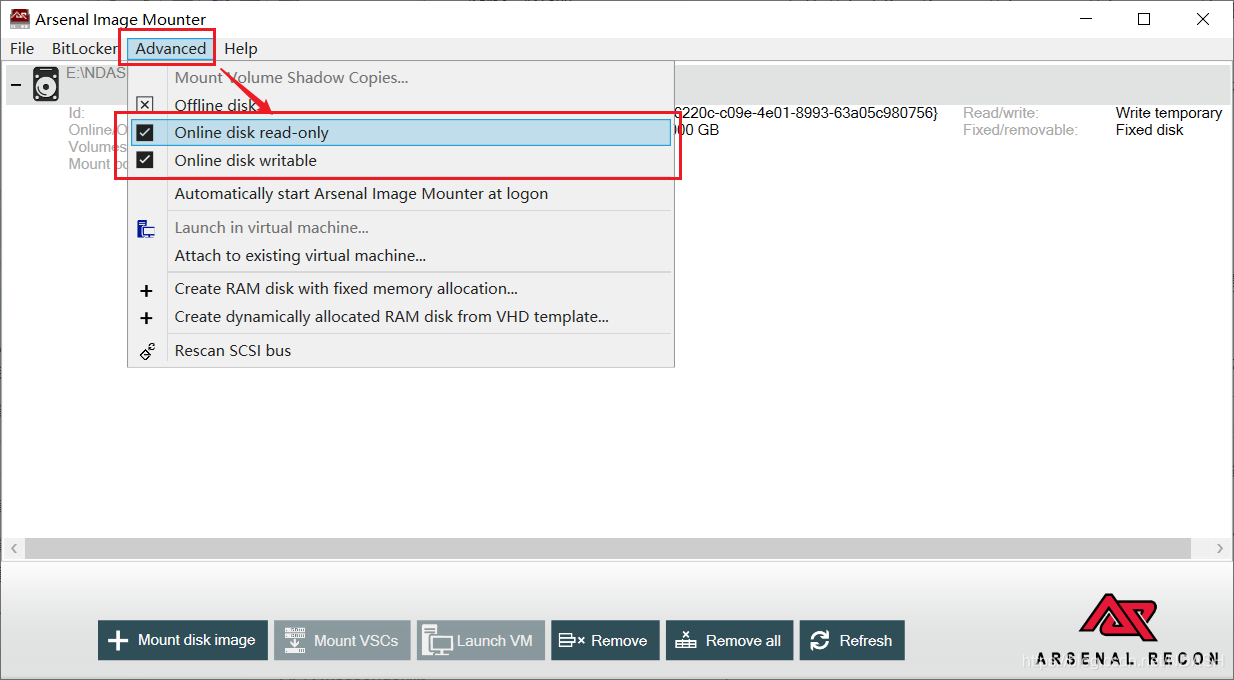 Arsenal Image Mounter
File BitLocker Advanced Help
E:\NDAS
Mount Volume Shadow Copies...
Offline disk
Online disk read-only
Online disk writable
Automatically start Arsenal Image Mounter at logon
Launch in virtual machine...
Attach to existing virtual machine...
Create RAM disk with fixed memory allocation...
Create dynamically allocated RAM disk from VHD template...
Rescan SCSI bus
Id:
Online/O
Volumes
Mount po
6220c-c09e-4e01-8993-63a05c980756}
00 GB
Read/write: Write temporary
Fixed/removable: Fixed disk
Mount disk image Mount VSCs Launch VM Remove Remove all Refresh
ARSENAL RECON